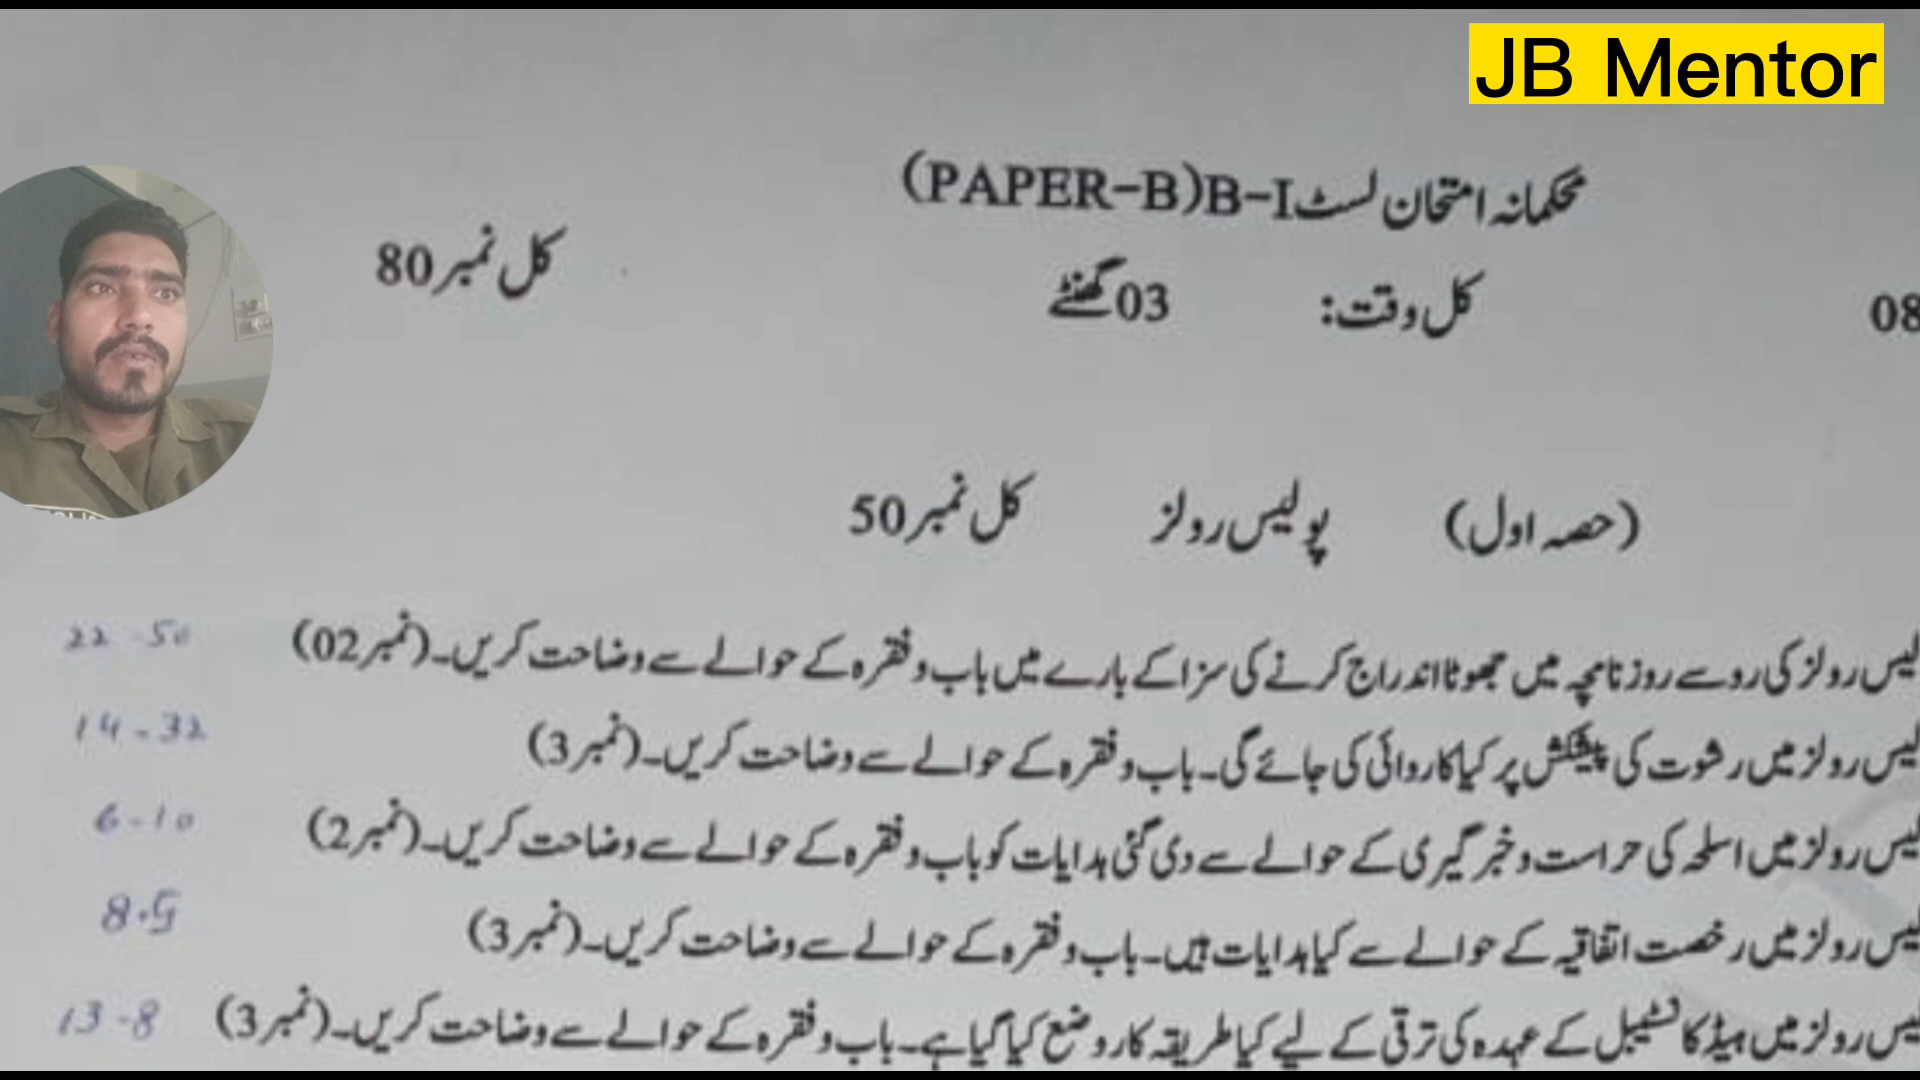 JB Mentor
محکمانہ امتحان لسٹ B-I(PAPER-B)
08 کل وقت: 03 گھنٹے کل نمبر 80
(حصہ اول) پولیس رولز کل نمبر 50
لیس رولز کی رو سے روزنامچہ میں جھوٹا اندراج کرنے کی سزا کے بارے میں باب و فقرہ کے حوالے سے وضاحت کریں۔ (نمبر 02) 22-50
لیس رولز میں رشوت کی پیشکش پر کیا کاروائی کی جائے گی۔ باب و فقرہ کے حوالے سے وضاحت کریں۔ (نمبر 3) 14-32
لیس رولز میں اسلحہ کی حراست و خبر گیری کے حوالے سے دی گئی ہدایات کو باب و فقرہ کے حوالے سے وضاحت کریں۔ (نمبر 2) 6-10
لیس رولز میں رخصت اتفاقیہ کے حوالے سے کیا ہدایات ہیں۔ باب و فقرہ کے حوالے سے وضاحت کریں۔ (نمبر 3) 8.5
لیس رولز میں ہیڈ کانسٹیبل کے عہدہ کی ترقی کے لیے کیا طریقہ کار وضع کیا گیا ہے۔ باب و فقرہ کے حوالے سے وضاحت کریں۔ (نمبر 3) 13-8